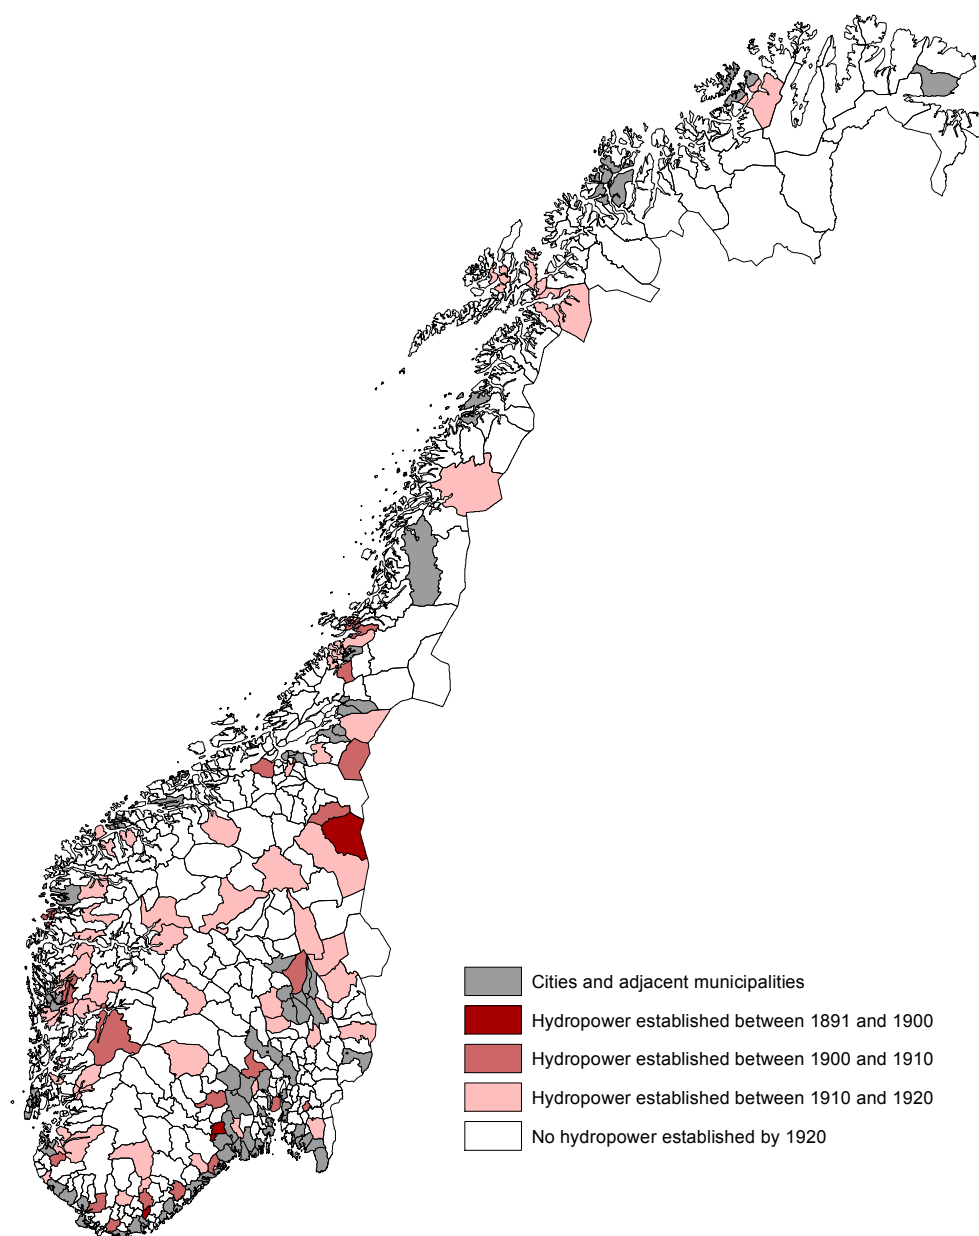 Cities and adjacent municipalities
Hydropower established between 1891 and 1900
Hydropower established between 1900 and 1910
Hydropower established between 1910 and 1920
No hydropower established by 1920